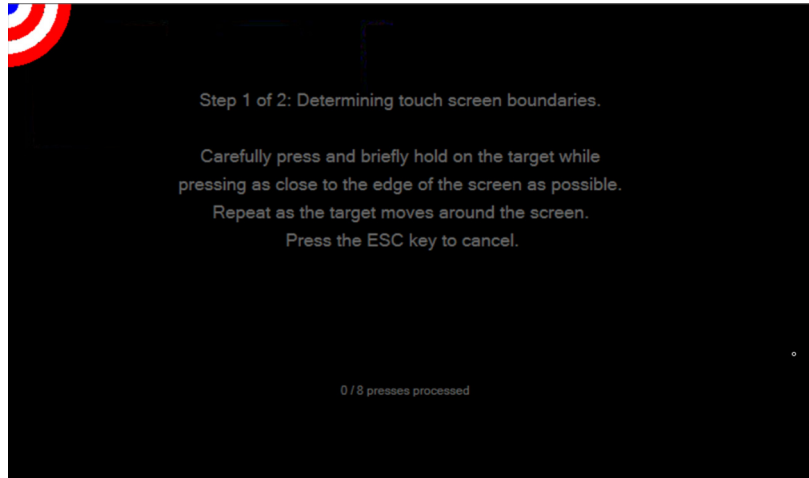 Step 1 of 2: Determining touch screen boundaries.
Carefully press and briefly hold on the target while
pressing as close to the edge of the screen as possible.
Repeat as the target moves around the screen.
Press the ESC key to cancel.
0 / 8 presses processed